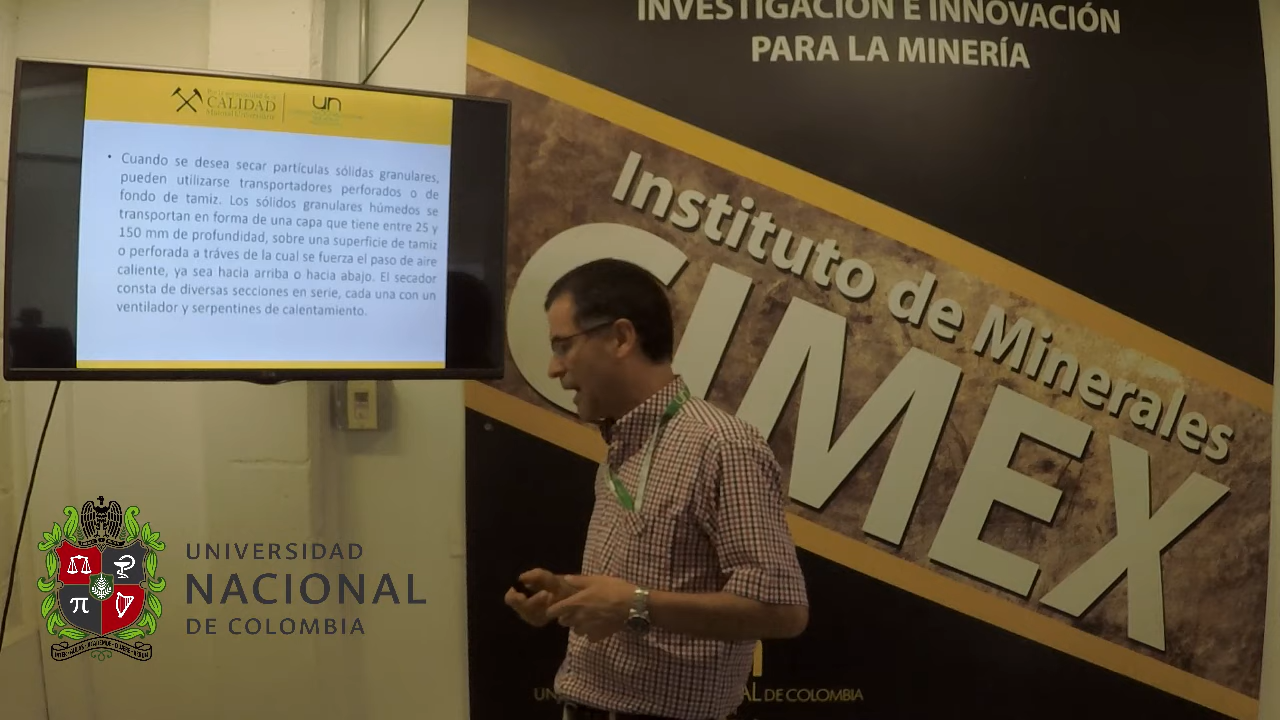 INVESTIGACIÓN E INNOVACIÓN
PARA LA MINERÍA
Instituto de Minerales
CIMEX
CALIDAD
un
• Cuando se desea secar partículas sólidas granulares,
pueden utilizarse transportadores perforados o de
fondo de tamiz. Los sólidos granulares húmedos se
transportan en forma de una capa que tiene entre 25 y
150 mm de profundidad, sobre una superficie de tamiz
o perforada a tráves de la cual se fuerza el paso de aire
caliente, ya sea hacia arriba o hacia abajo. El secador
consta de diversas secciones en serie, cada una con un
ventilador y serpentines de calentamiento.
UNIVERSIDAD
NACIONAL
DE COLOMBIA
π
UN AL DE COLOMBIA